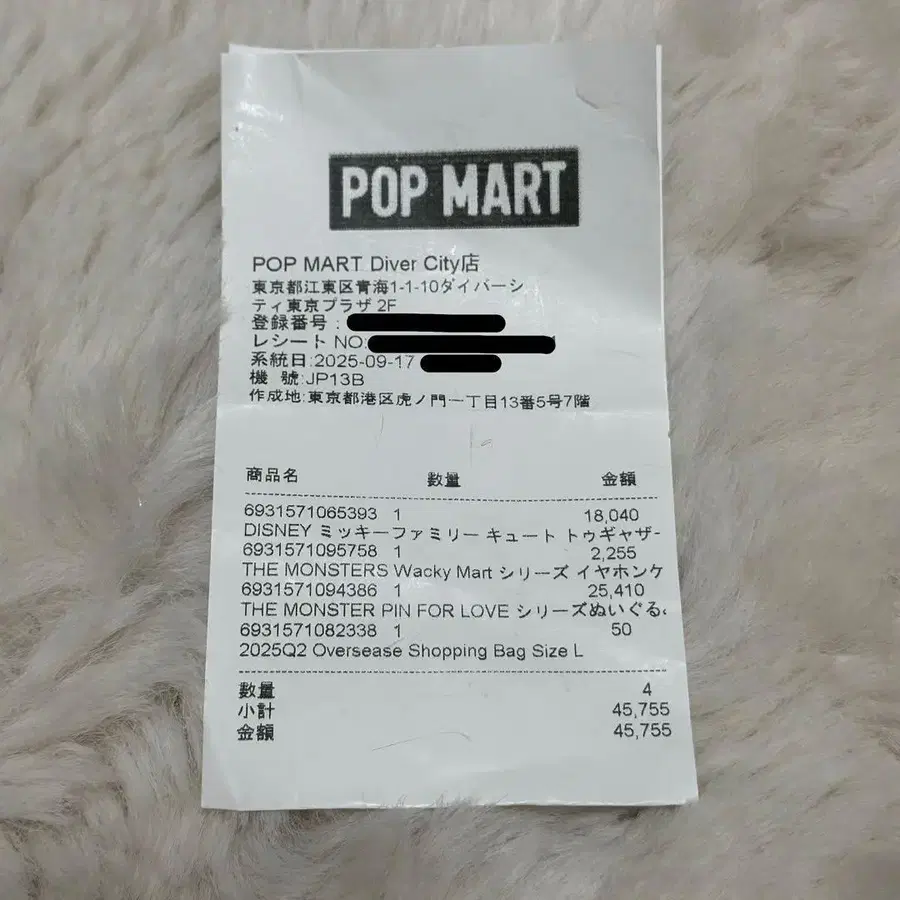 POP MART
POP MART Diver City店
東京都江東区青海1-1-10ダイバーシ
ティ東京プラザ 2F
登録番号:
レシート NO:
系統日:2025-09-17
機 號:JP13B
作成地:東京都港区虎ノ門一丁目13番5号7階
商品名 数量 金額
6931571065393 1 18,040
DISNEY ミッキーファミリー キュート トゥギャザ-
6931571095758 1 2,255
THE MONSTERS Wacky Mart シリーズ イヤホンケ
6931571094386 1 25,410
THE MONSTER PIN FOR LOVE シリーズぬいぐる
6931571082338 1 50
2025Q2 Oversease Shopping Bag Size L
数量 4
小計 45,755
金額 45,755